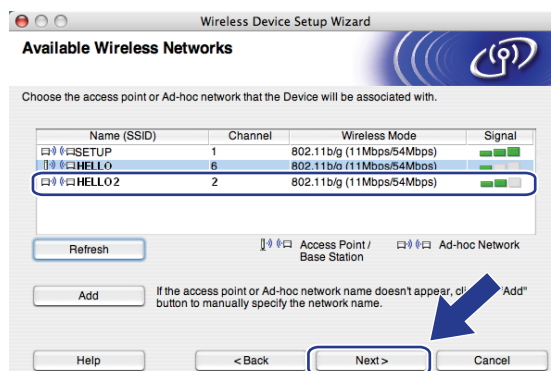 Wireless Device Setup Wizard
Available Wireless Networks
Choose the access point or Ad-hoc network that the Device will be associated with.
Name (SSID) Channel Wireless Mode Signal
SETUP 1 802.11b/g (11Mbps/54Mbps)
HELLO 6 802.11b/g (11Mbps/54Mbps)
HELLO2 2 802.11b/g (11Mbps/54Mbps)
Refresh
Access Point / Base Station
Ad-hoc Network
Add
If the access point or Ad-hoc network name doesn't appear, "Add"
button to manually specify the network name.
Help < Back Next > Cancel